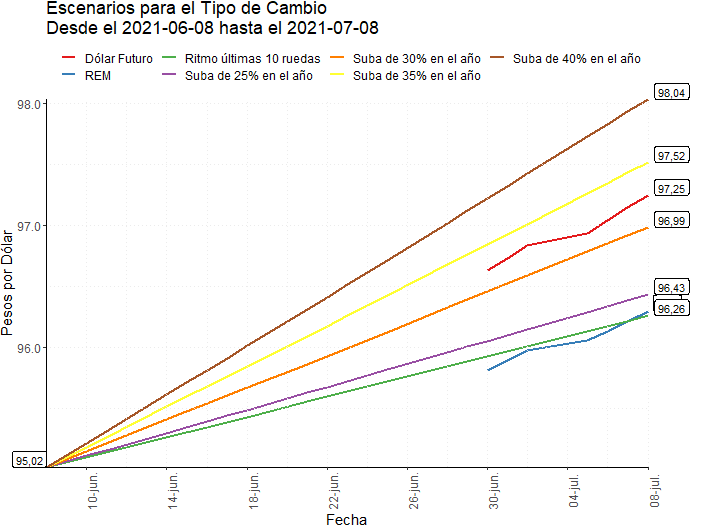 Escenarios para el Tipo de Cambio
Desde el 2021-06-08 hasta el 2021-07-08
Dólar Futuro
Ritmo últimas 10 ruedas
Suba de 30% en el año
Suba de 40% en el año
REM
Suba de 25% en el año
Suba de 35% en el año
Pesos por Dólar
98.0
97.0
96.0
95,02
98,04
97,52
97,25
96,99
96,43
96,26
10-jun.
14-jun.
18-jun.
22-jun.
26-jun.
30-jun.
04-jul.
08-jul.
Fecha